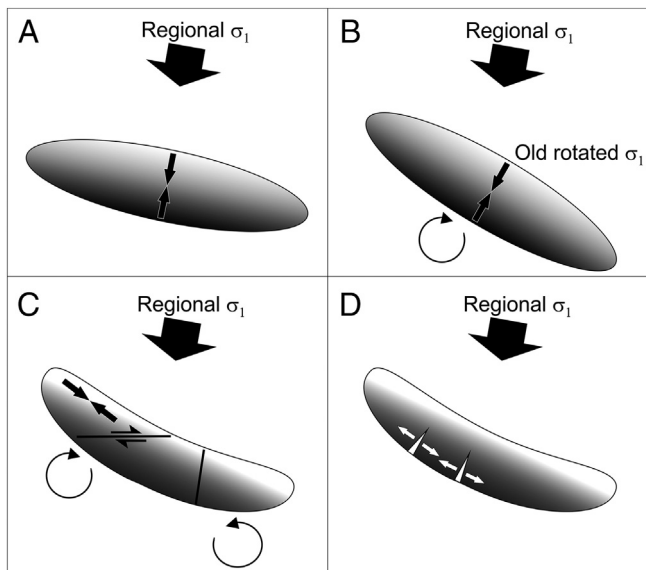 A
Regional σ1
B
Regional σ1
Old rotated σ1
C
Regional σ1
D
Regional σ1